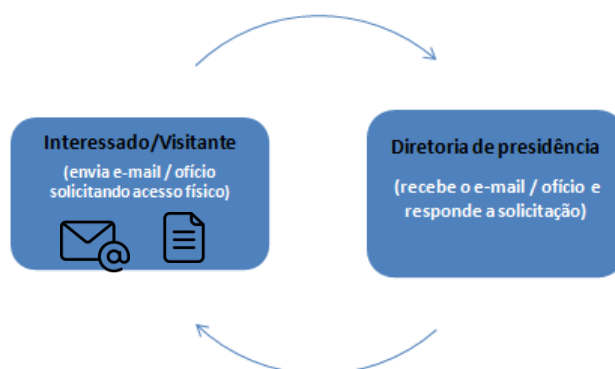 Interessado/Visitante
(envia e-mail / ofício
solicitando acesso físico)
Diretoria de presidência
(recebe o e-mail / ofício e
responde a solicitação)